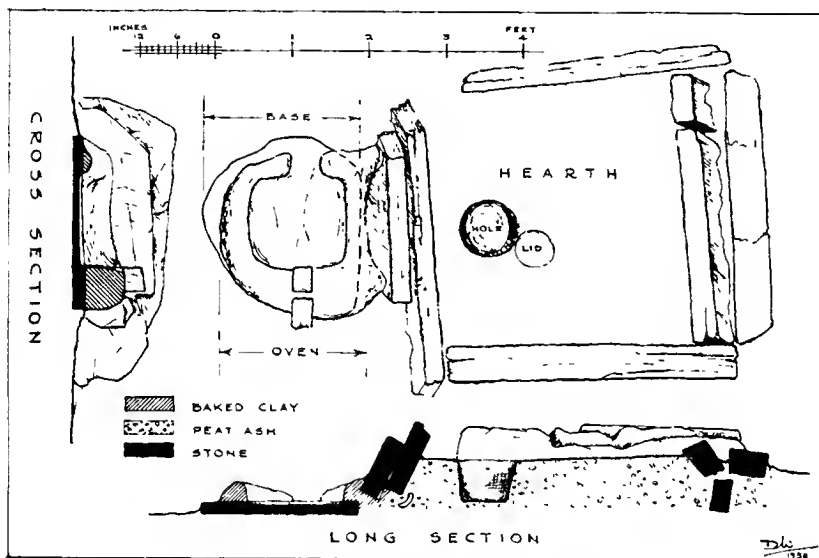 INCHES
12 6 0 1 2 3 4
FEET
CROSS SECTION
BASE
HEARTH
HOLE
LID
OVEN
BAKED CLAY
PEAT ASH
STONE
LONG SECTION
1938